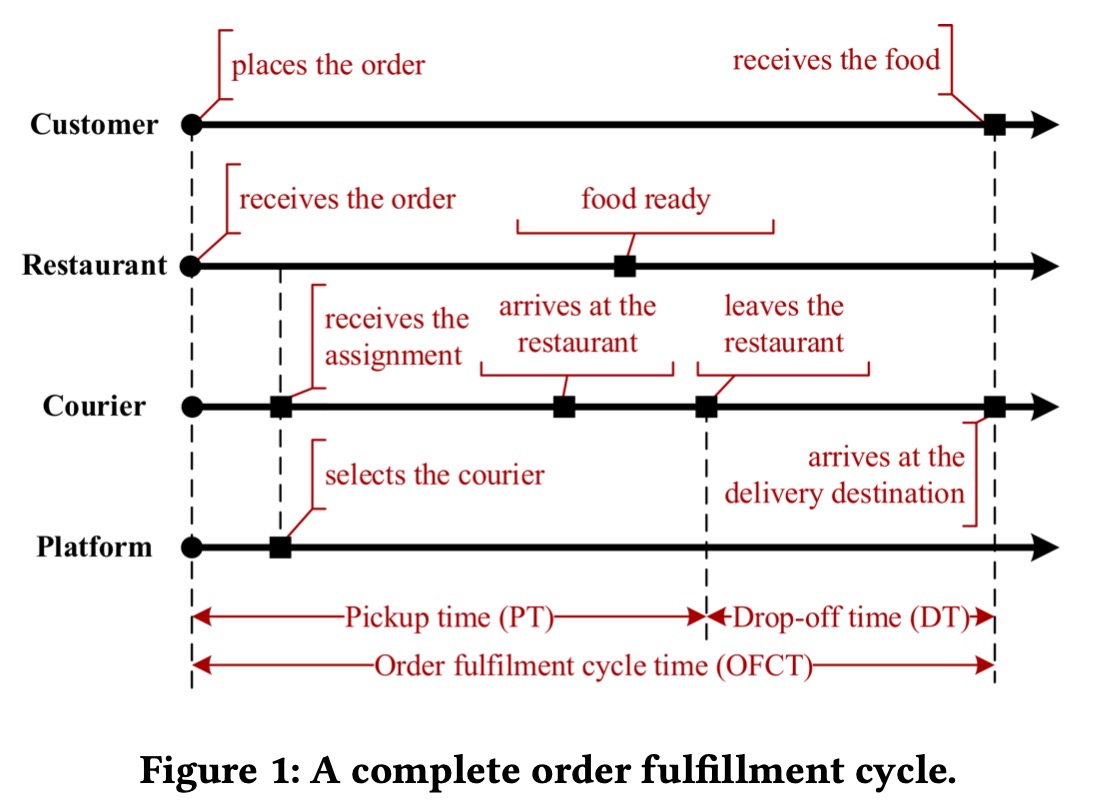 places the order
receives the food
Customer
receives the order
food ready
Restaurant
receives the
assignment
arrives at the
restaurant
leaves the
restaurant
Courier
selects the courier
arrives at the
delivery destination
Platform
Pickup time (PT)
Drop-off time (DT)
Order fulfilment cycle time (OFCT)
Figure 1: A complete order fulfillment cycle.